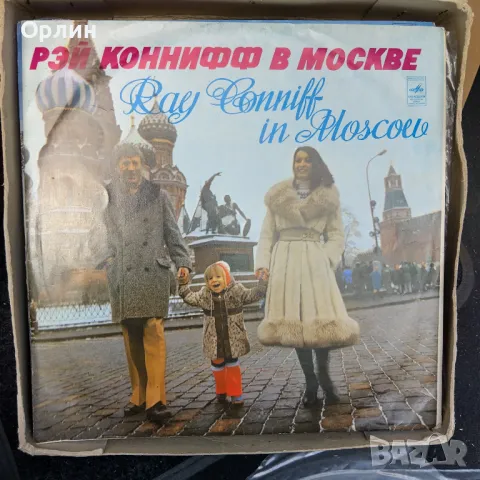 Орлин
РЭЙ КОННИФФ В МОСКВЕ
Ray Conniff
in Moscow
BAZAR